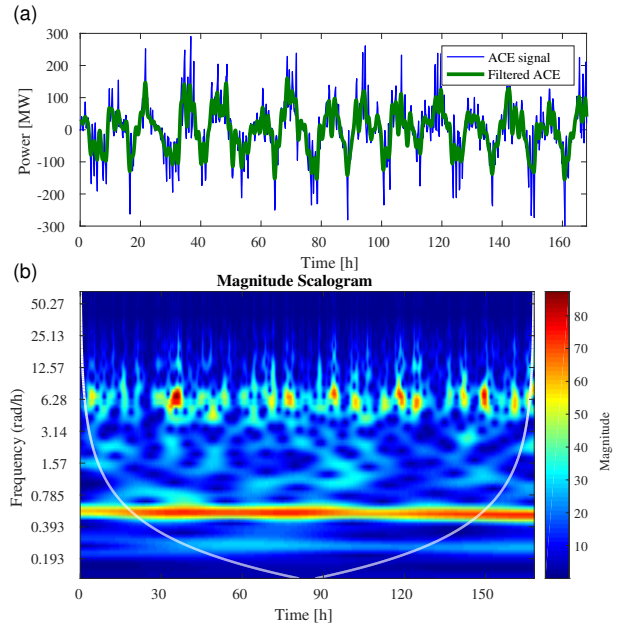 (a)
300
200
100
0
-100
-200
-300
Power [MW]
ACE signal
Filtered ACE
0 20 40 60 80 100 120 140 160
Time [h]
(b)
Magnitude Scalogram
50.27
25.13
12.57
6.28
3.14
1.57
0.785
0.393
0.193
Frequency (rad/h)
0 30 60 90 120 150
Time [h]
80
70
60
50
40
30
20
10
Magnitude